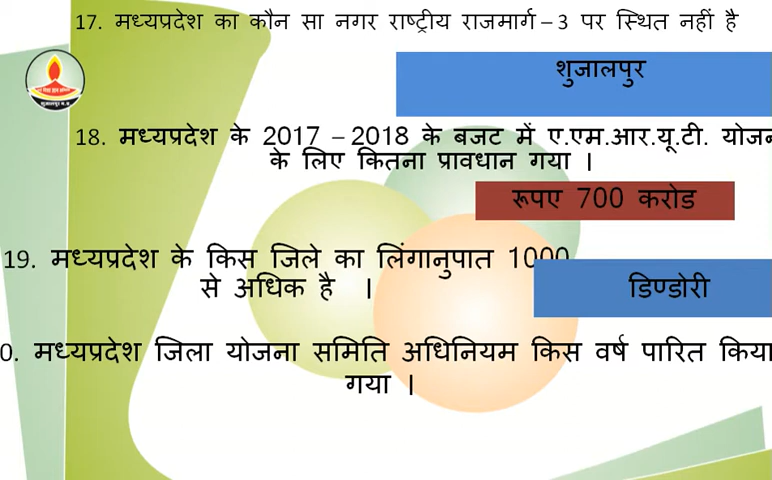 17. मध्यप्रदेश का कौन सा नगर राष्ट्रीय राजमार्ग – 3 पर स्थित नहीं है
शुजालपुर
18. मध्यप्रदेश के 2017 – 2018 के बजट में ए.एम.आर.यू.टी. योजन
के लिए कितना प्रावधान गया |
रूपए 700 करोड
19. मध्यप्रदेश के किस जिले का लिंगानुपात 1000
से अधिक है |
डिण्डोरी
0. मध्यप्रदेश जिला योजना समिति अधिनियम किस वर्ष पारित किया
गया |